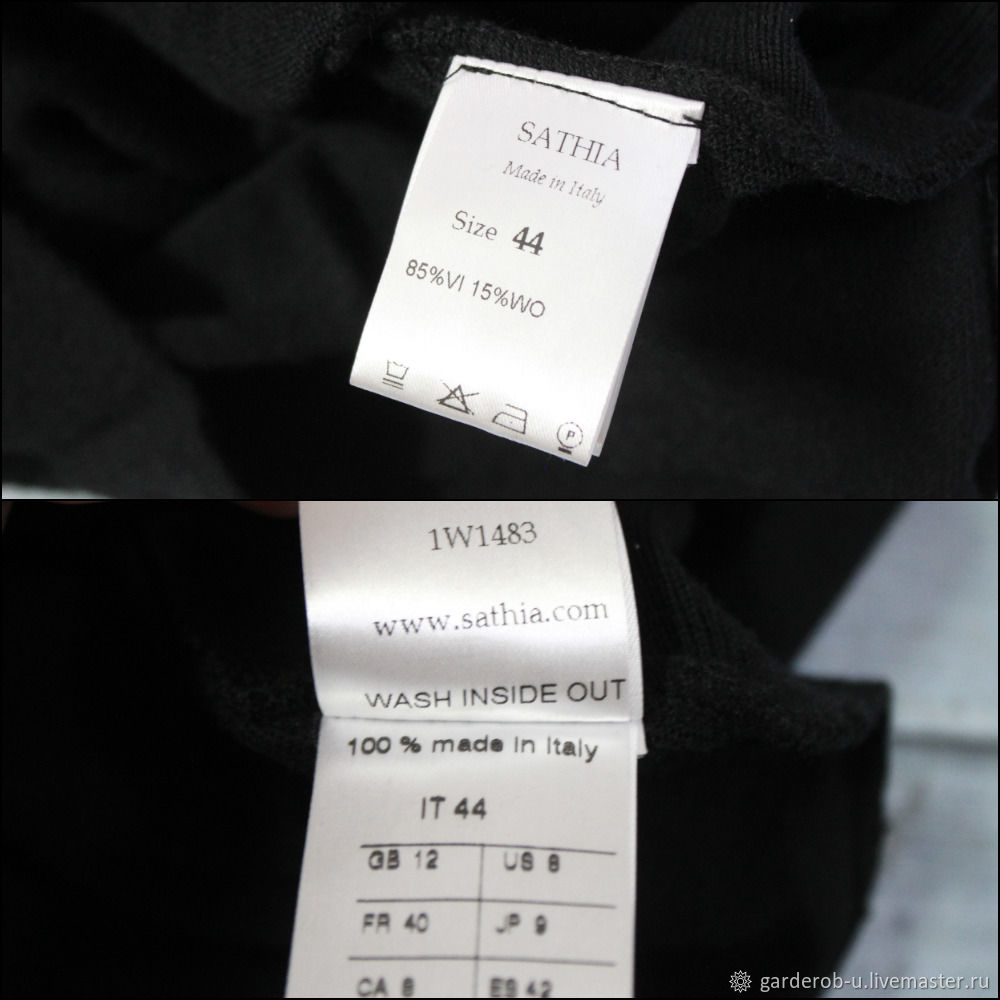 SATHIA
Made in Italy
Size 44
85%VI 15%WO
P
1W1483
www.sathia.com
WASH INSIDE OUT
100 % made in Italy
IT 44
GB 12 US 8
FR 40 JP 9
CA 8 ES 42
garderob-u.livemaster.ru